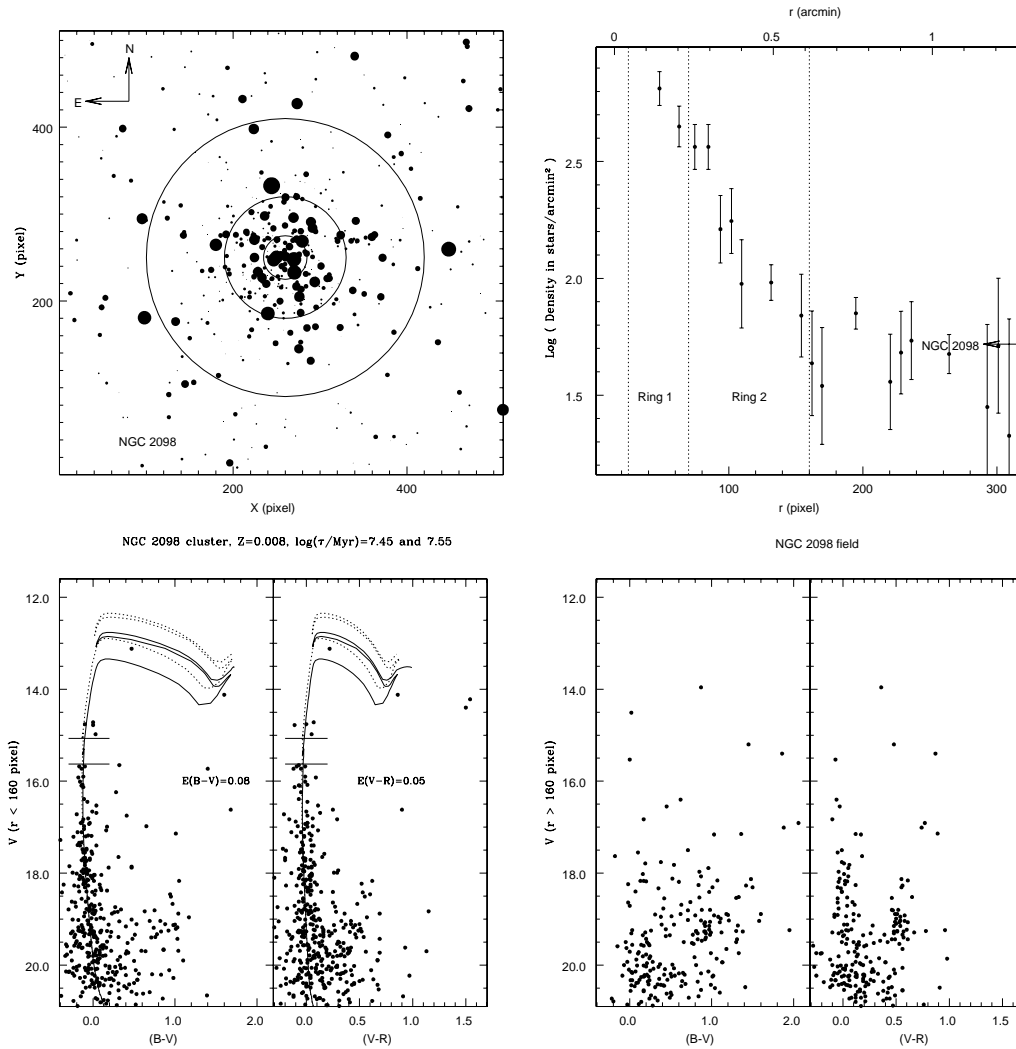 r (arcmin)
0
0.5
1
N
E
400
200
Y (pixel)
NGC 2098
200
400
X (pixel)
2.5
2.0
1.5
Log ( Density in stars/arcmin² )
NGC 2098
Ring 1
Ring 2
100
200
300
r (pixel)
NGC 2098 cluster, Z=0.008, log(τ/Myr)=7.45 and 7.55
NGC 2098 field
12.0
14.0
16.0
18.0
20.0
V (r < 160 pixel)
E(B-V)=0.08
E(V-R)=0.05
0.0
1.0
2.0
0.0
0.5
1.0
1.5
(B-V)
(V-R)
12.0
14.0
16.0
18.0
20.0
V (r > 160 pixel)
0.0
1.0
2.0
0.0
0.5
1.0
1.5
(B-V)
(V-R)